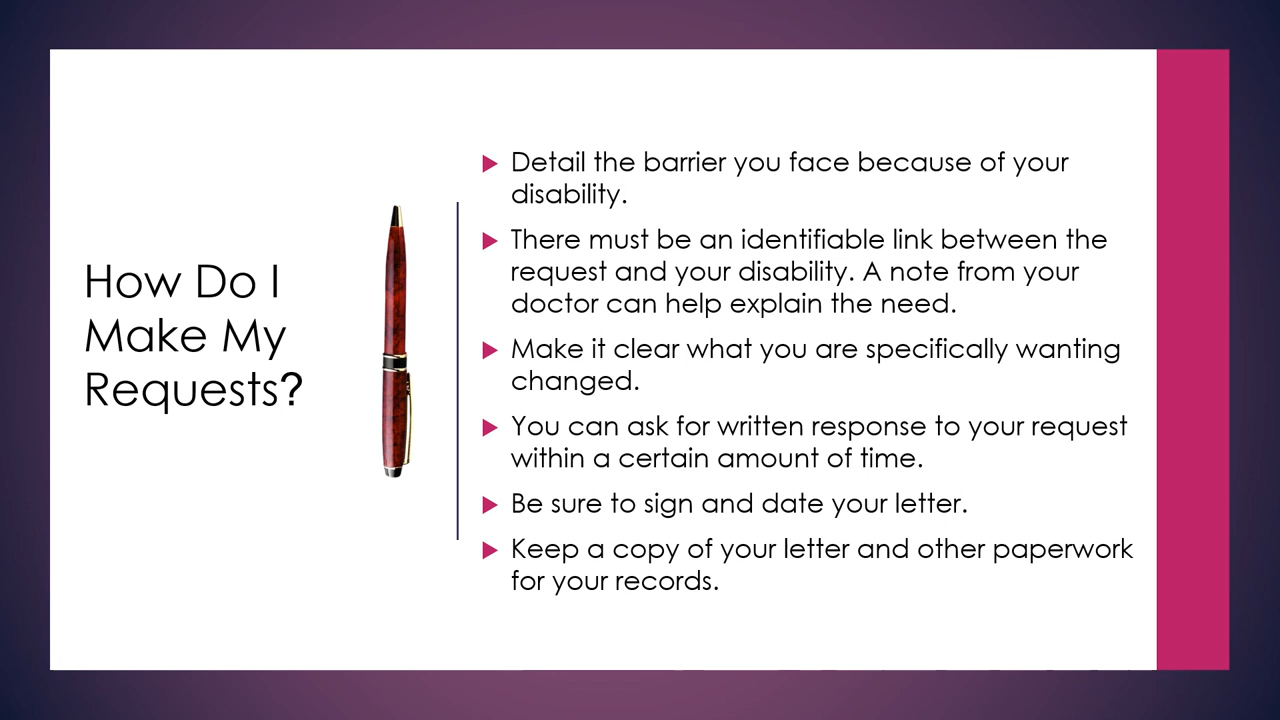 How Do I
Make My
Requests?
Detail the barrier you face because of your
disability.
There must be an identifiable link between the
request and your disability. A note from your
doctor can help explain the need.
Make it clear what you are specifically wanting
changed.
You can ask for written response to your request
within a certain amount of time.
Be sure to sign and date your letter.
Keep a copy of your letter and other paperwork
for your records.